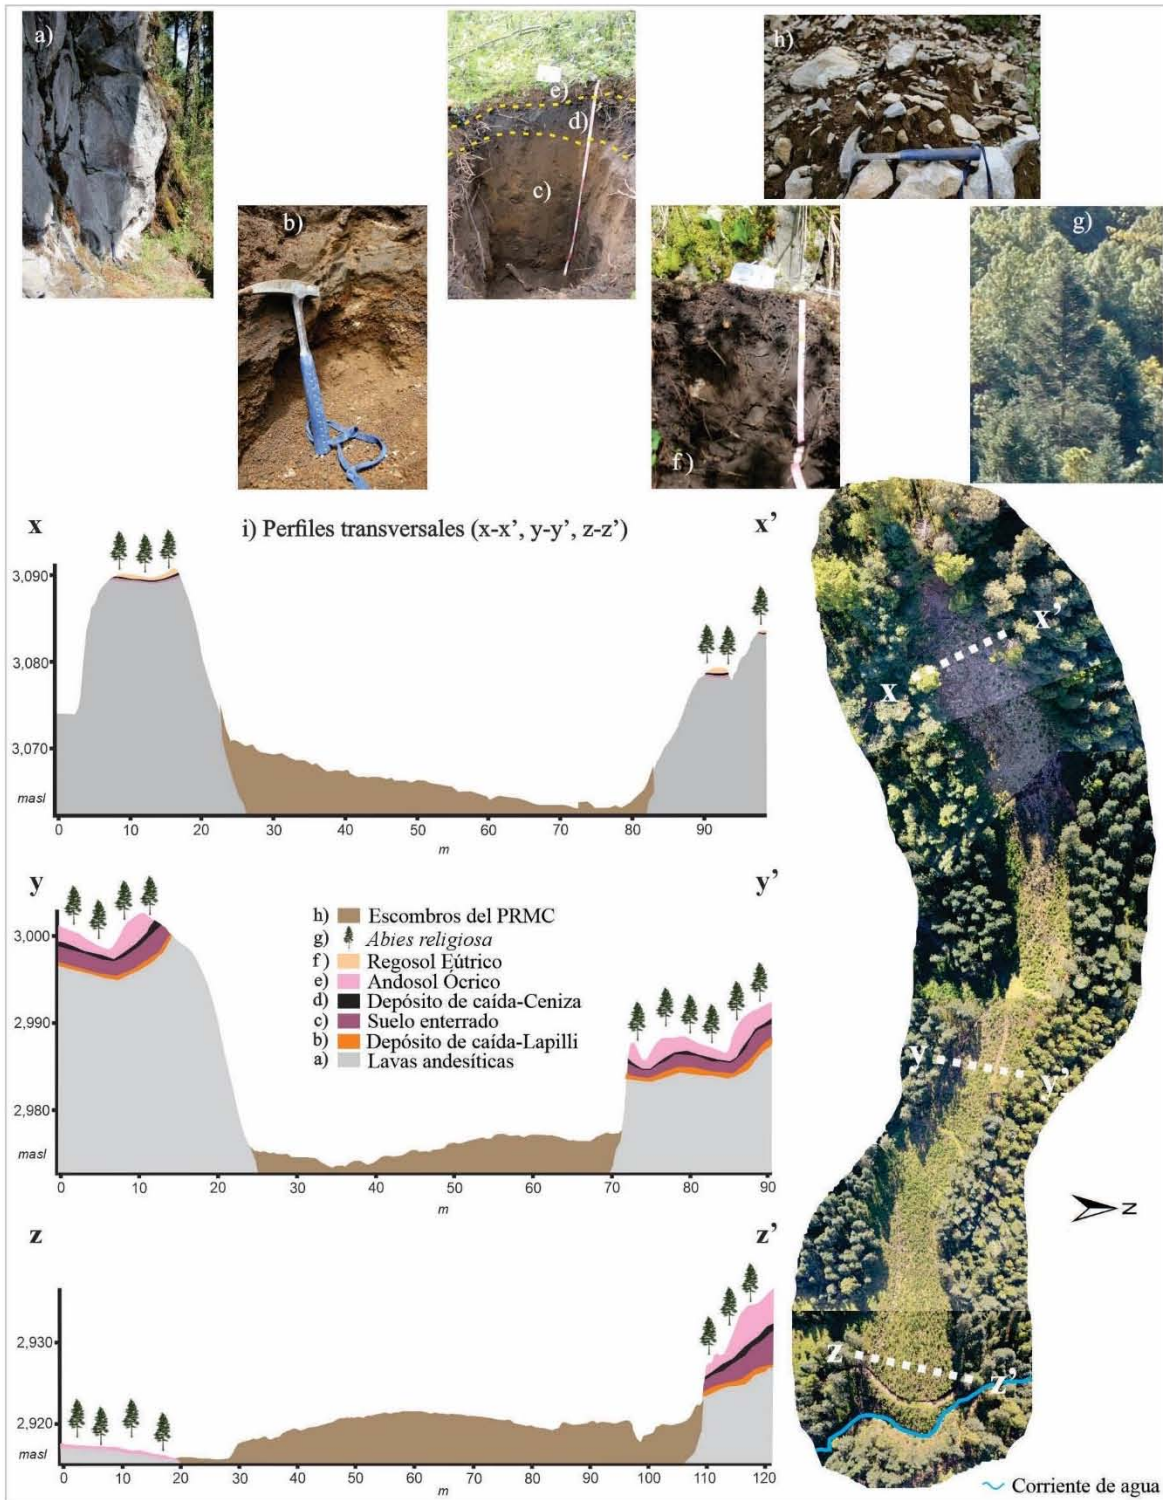 a)
e)
d)
c)
h)
b)
f)
g)
x
i) Perfiles transversales (x-x’, y-y’, z-z’)
x’
3,090
3,080
3,070
masl
0 10 20 30 40 50 60 70 80 90
m
y
y’
3,000
2,990
2,980
masl
h) Escombros del PRMC
g) Abies religiosa
f) Regosol Eútrico
e) Andosol Ócrico
d) Depósito de caída-Ceniza
c) Suelo enterrado
b) Depósito de caída-Lapilli
a) Lavas andesíticas
0 10 20 30 40 50 60 70 80 90
m
z
z’
2,930
2,920
masl
0 10 20 30 40 50 60 70 80 90 100 110 120
m
x
x’
y
y’
N
z
z’
Corriente de agua